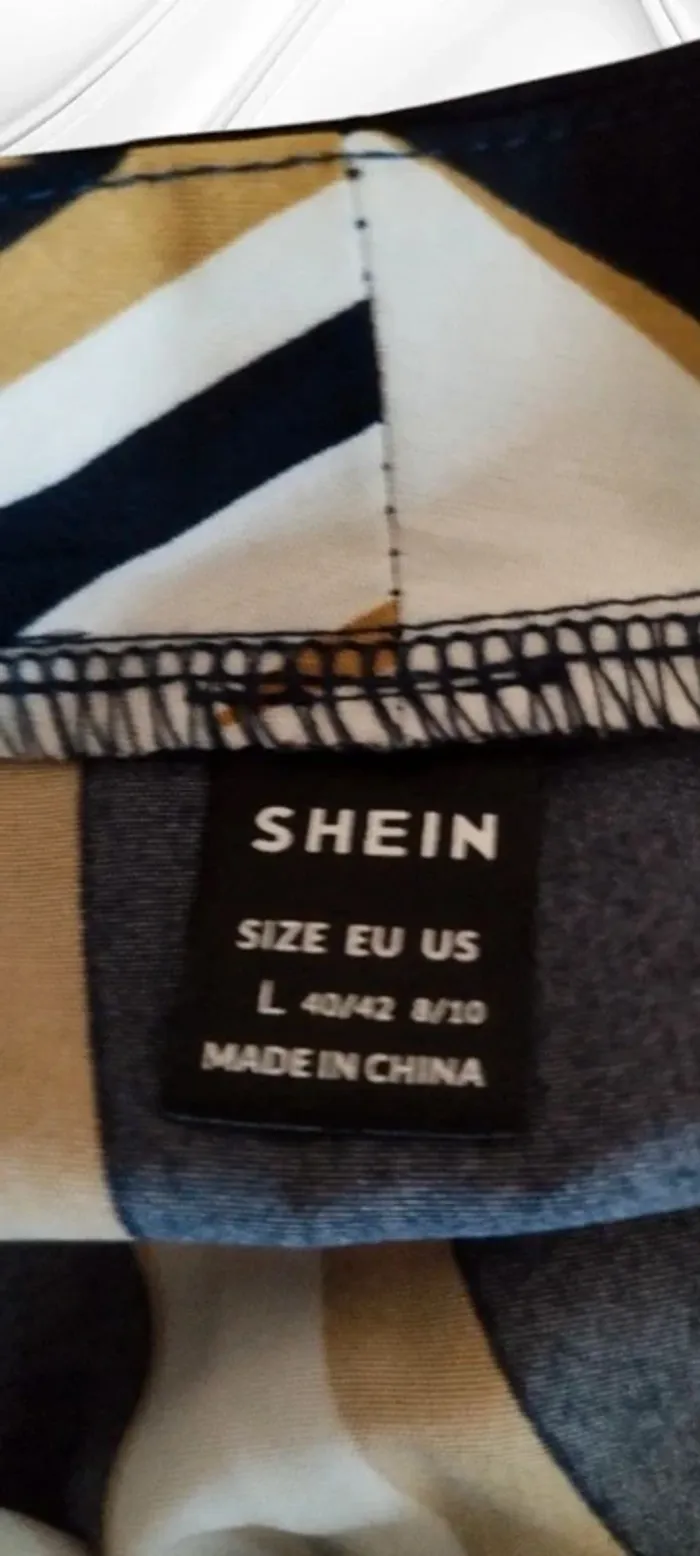 SHEIN
SIZE EU US
L 40/42 8/10
MADE IN CHINA